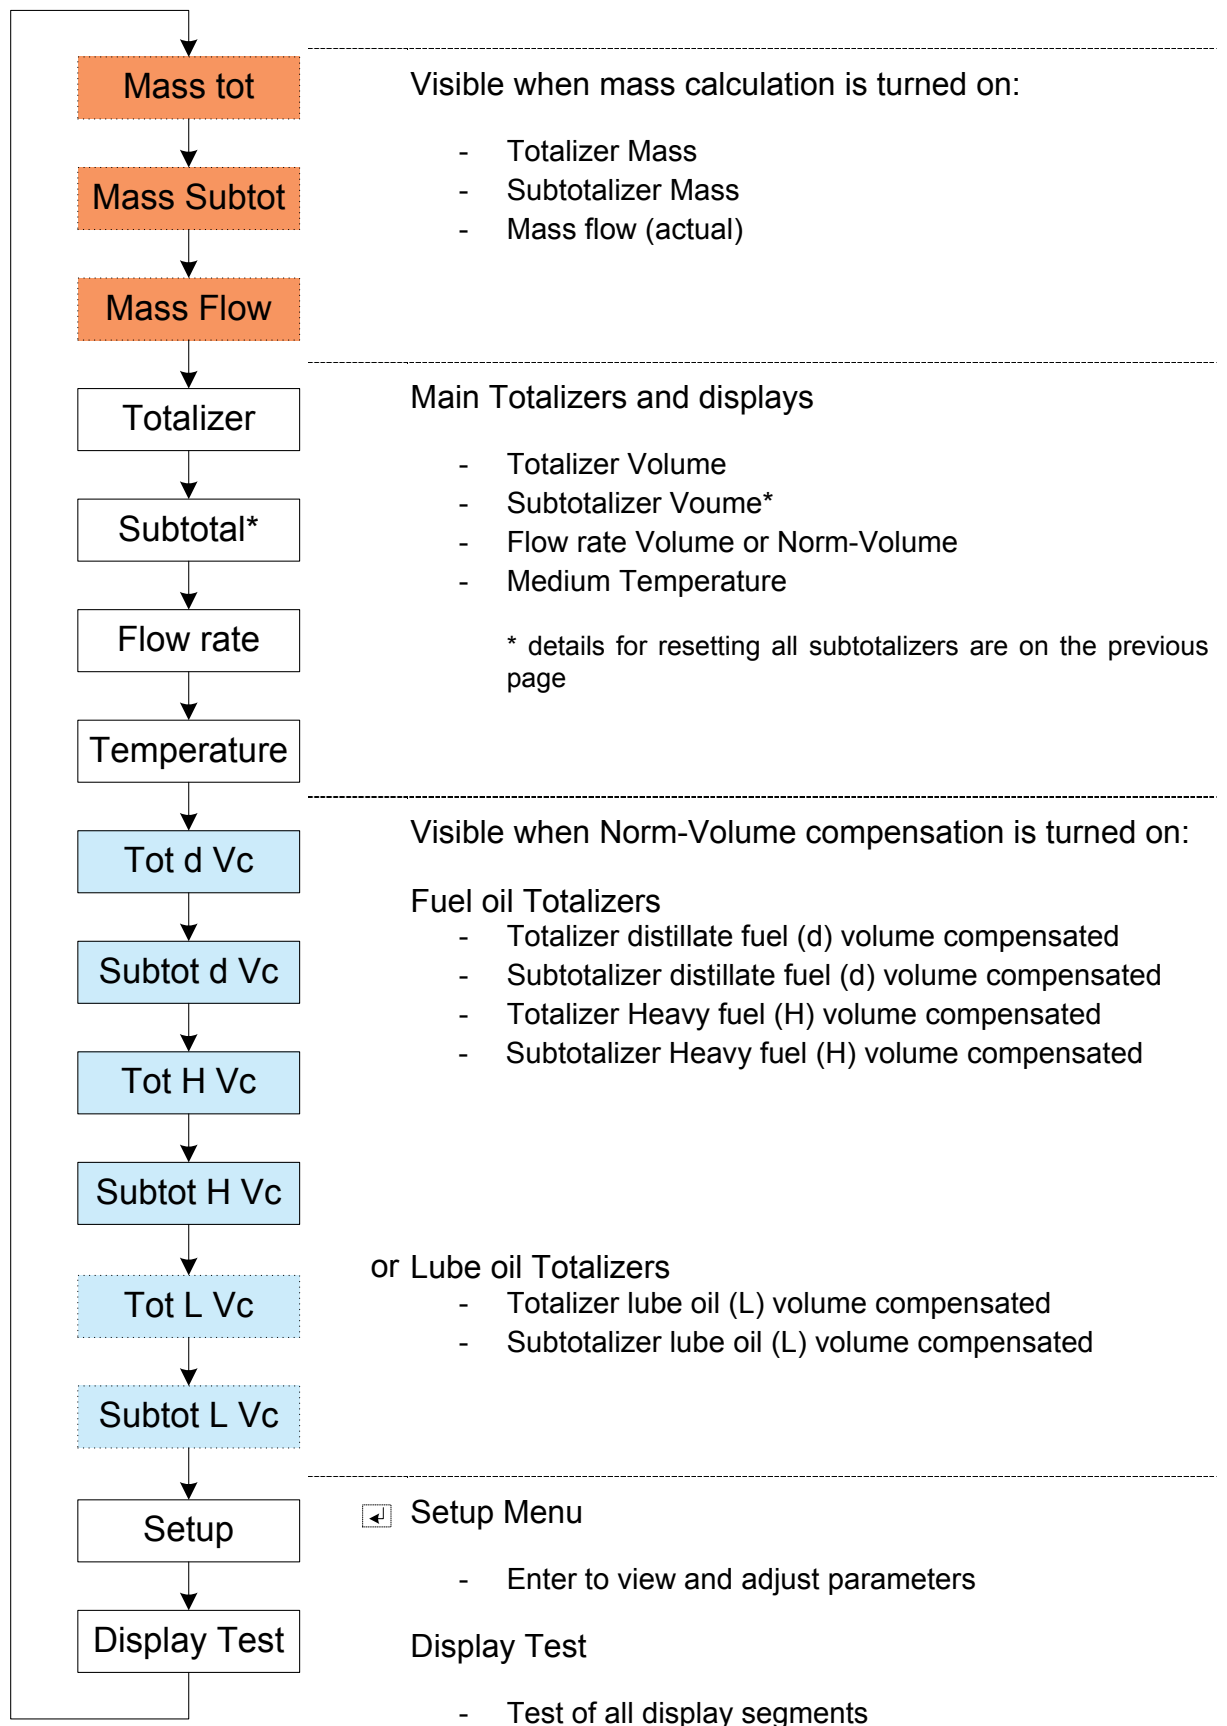 Mass tot
Mass Subtot
Mass Flow
Totalizer
Subtotal*
Flow rate
Temperature
Tot d Vc
Subtot d Vc
Tot H Vc
Subtot H Vc
Tot L Vc
Subtot L Vc
Setup
Display Test
Visible when mass calculation is turned on:
- Totalizer Mass
- Subtotalizer Mass
- Mass flow (actual)
Main Totalizers and displays
- Totalizer Volume
- Subtotalizer Voume*
- Flow rate Volume or Norm-Volume
- Medium Temperature
* details for resetting all subtotalizers are on the previous
page
Visible when Norm-Volume compensation is turned on:
Fuel oil Totalizers
- Totalizer distillate fuel (d) volume compensated
- Subtotalizer distillate fuel (d) volume compensated
- Totalizer Heavy fuel (H) volume compensated
- Subtotalizer Heavy fuel (H) volume compensated
or Lube oil Totalizers
- Totalizer lube oil (L) volume compensated
- Subtotalizer lube oil (L) volume compensated
Setup Menu
- Enter to view and adjust parameters
Display Test
- Test of all display segments